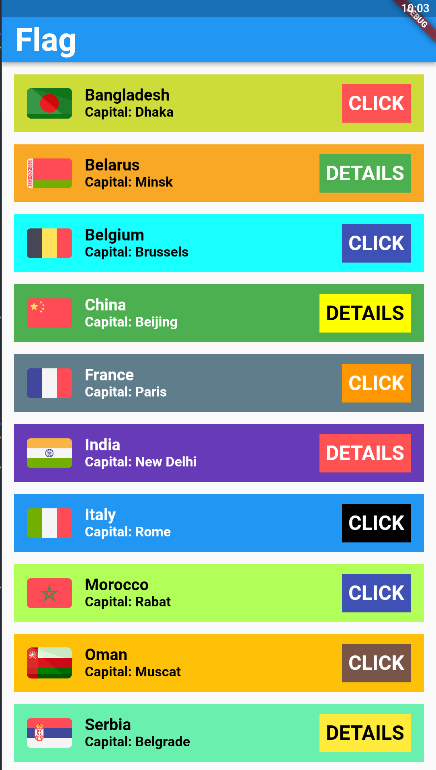 10:03
DEBUG
Flag
Bangladesh
Capital: Dhaka
CLICK
Belarus
Capital: Minsk
DETAILS
Belgium
Capital: Brussels
CLICK
China
Capital: Beijing
DETAILS
France
Capital: Paris
CLICK
India
Capital: New Delhi
DETAILS
Italy
Capital: Rome
CLICK
Morocco
Capital: Rabat
CLICK
Oman
Capital: Muscat
CLICK
Serbia
Capital: Belgrade
DETAILS